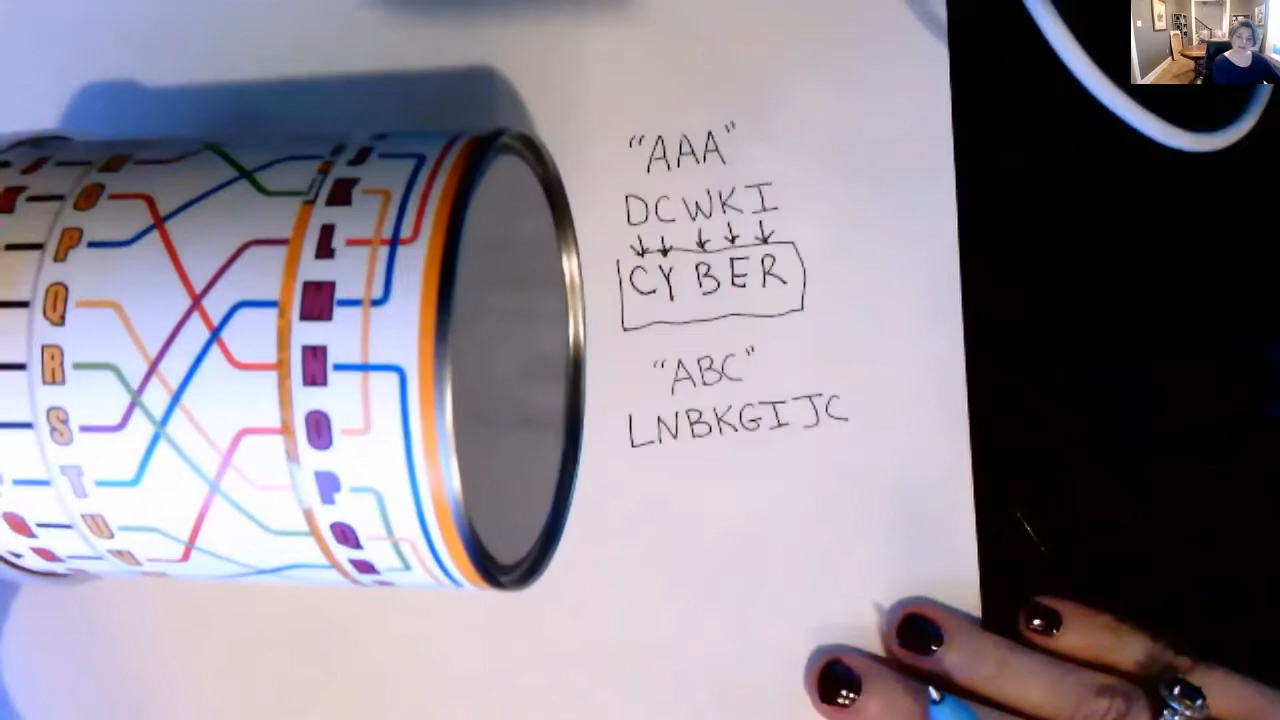 "AAA"
DCWKI
CYBER
"ABC"
LNBKGIJC
O
P
Q
R
S
T
U
V
J
K
L
M
N
O
P
Q
R